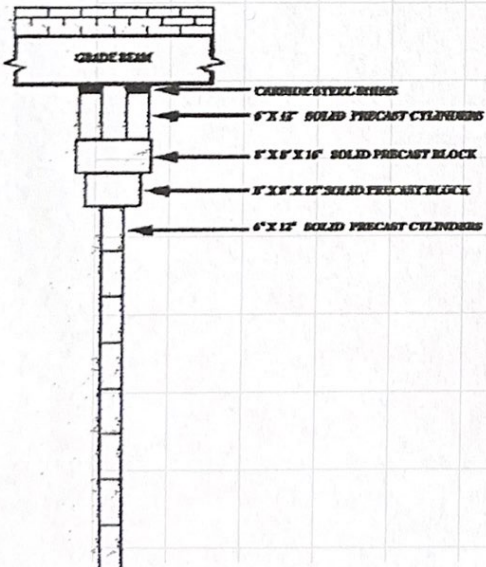 GRADE BEAM
CARBIDE STEEL SHIMS
6" X 12" SOLID PRECAST CYLINDERS
8" X 8" X 16" SOLID PRECAST BLOCK
8" X 8" X 12" SOLID PRECAST BLOCK
6" X 12" SOLID PRECAST CYLINDERS